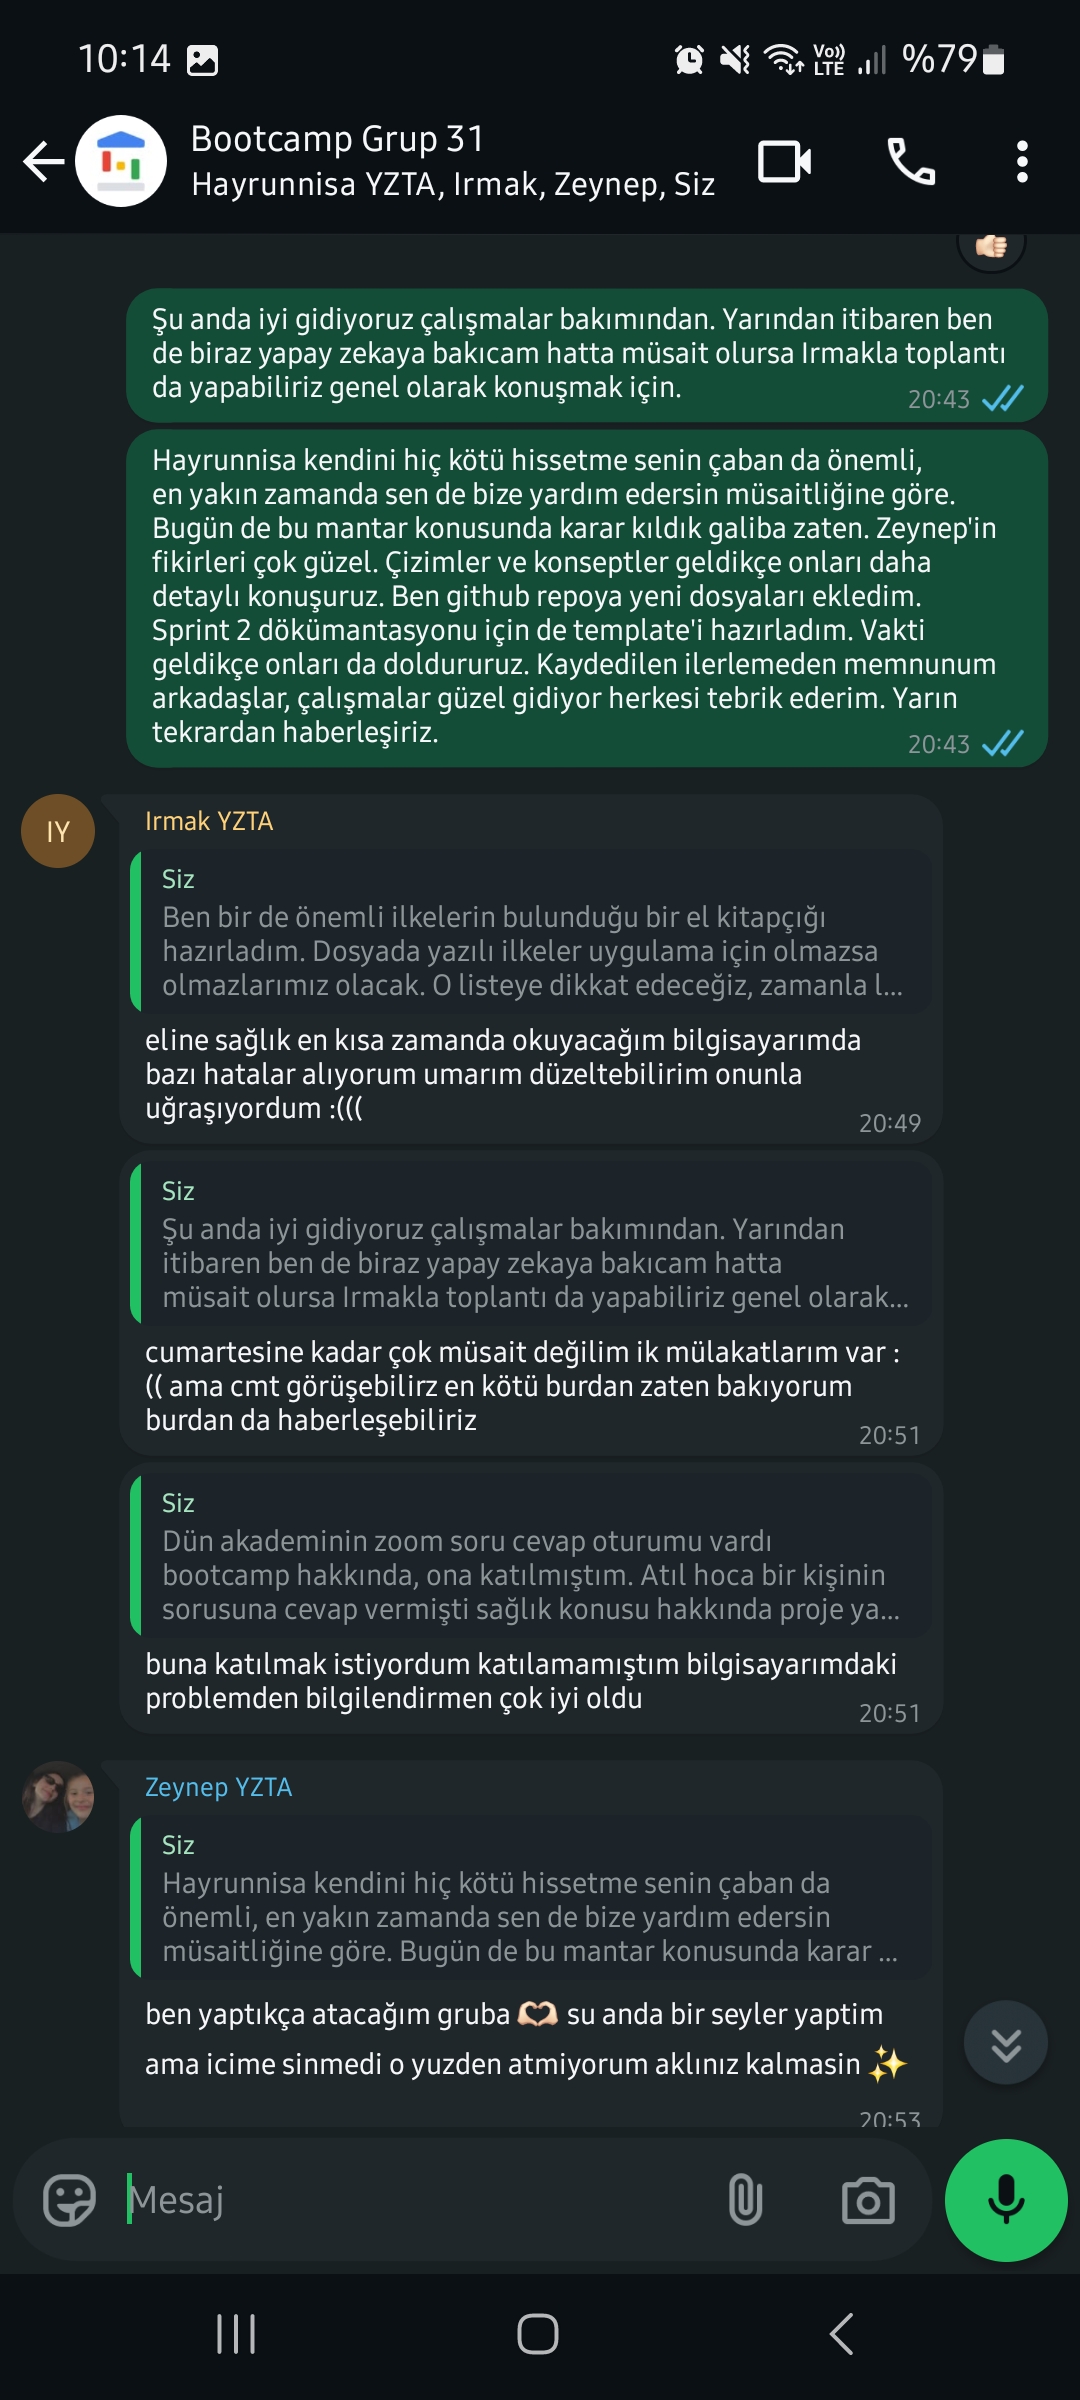 10:14
Vo))
LTE
%79
Bootcamp Grup 31
Hayrunnisa YZTA, Irmak, Zeynep, Siz
Şu anda iyi gidiyoruz çalışmalar bakımından. Yarından itibaren ben
de biraz yapay zekaya bakıcam hatta müsait olursa Irmakla toplantı
da yapabiliriz genel olarak konuşmak için.
20:43
Hayrunnisa kendini hiç kötü hissetme senin çaban da önemli,
en yakın zamanda sen de bize yardım edersin müsaitliğine göre.
Bugün de bu mantar konusunda karar kıldık galiba zaten. Zeynep'in
fikirleri çok güzel. Çizimler ve konseptler geldikçe onları daha
detaylı konuşuruz. Ben github repoya yeni dosyaları ekledim.
Sprint 2 dökümantasyonu için de template'i hazırladım. Vakti
geldikçe onları da doldururuz. Kaydedilen ilerlemeden memnunum
arkadaşlar, çalışmalar güzel gidiyor herkesi tebrik ederim. Yarın
tekrardan haberleşiriz.
20:43
IY
Irmak YZTA
Siz
Ben bir de önemli ilkelerin bulunduğu bir el kitapçığı
hazırladım. Dosyada yazılı ilkeler uygulama için olmazsa
olmazlarımız olacak. O listeye dikkat edeceğiz, zamanla l...
eline sağlık en kısa zamanda okuyacağım bilgisayarımda
bazı hatalar alıyorum umarım düzeltebilirim onunla
uğraşıyordum :(((
20:49
Siz
Şu anda iyi gidiyoruz çalışmalar bakımından. Yarından
itibaren ben de biraz yapay zekaya bakıcam hatta
müsait olursa Irmakla toplantı da yapabiliriz genel olarak...
cumartesine kadar çok müsait değilim ik mülakatlarım var :
(( ama cmt görüşebilirz en kötü burdan zaten bakıyorum
burdan da haberleşebiliriz
20:51
Siz
Dün akademinin zoom soru cevap oturumu vardı
bootcamp hakkında, ona katılmıştım. Atıl hoca bir kişinin
sorusuna cevap vermişti sağlık konusu hakkında proje ya...
buna katılmak istiyordum katılamamıştım bilgisayarımdaki
problemden bilgilendirmen çok iyi oldu
20:51
Zeynep YZTA
Siz
Hayrunnisa kendini hiç kötü hissetme senin çaban da
önemli, en yakın zamanda sen de bize yardım edersin
müsaitliğine göre. Bugün de bu mantar konusunda karar ...
ben yaptıkça atacağım gruba 🫶🏻 su anda bir seyler yaptim
ama icime sinmedi o yuzden atmiyorum aklınız kalmasin ✨
20:53
Mesaj